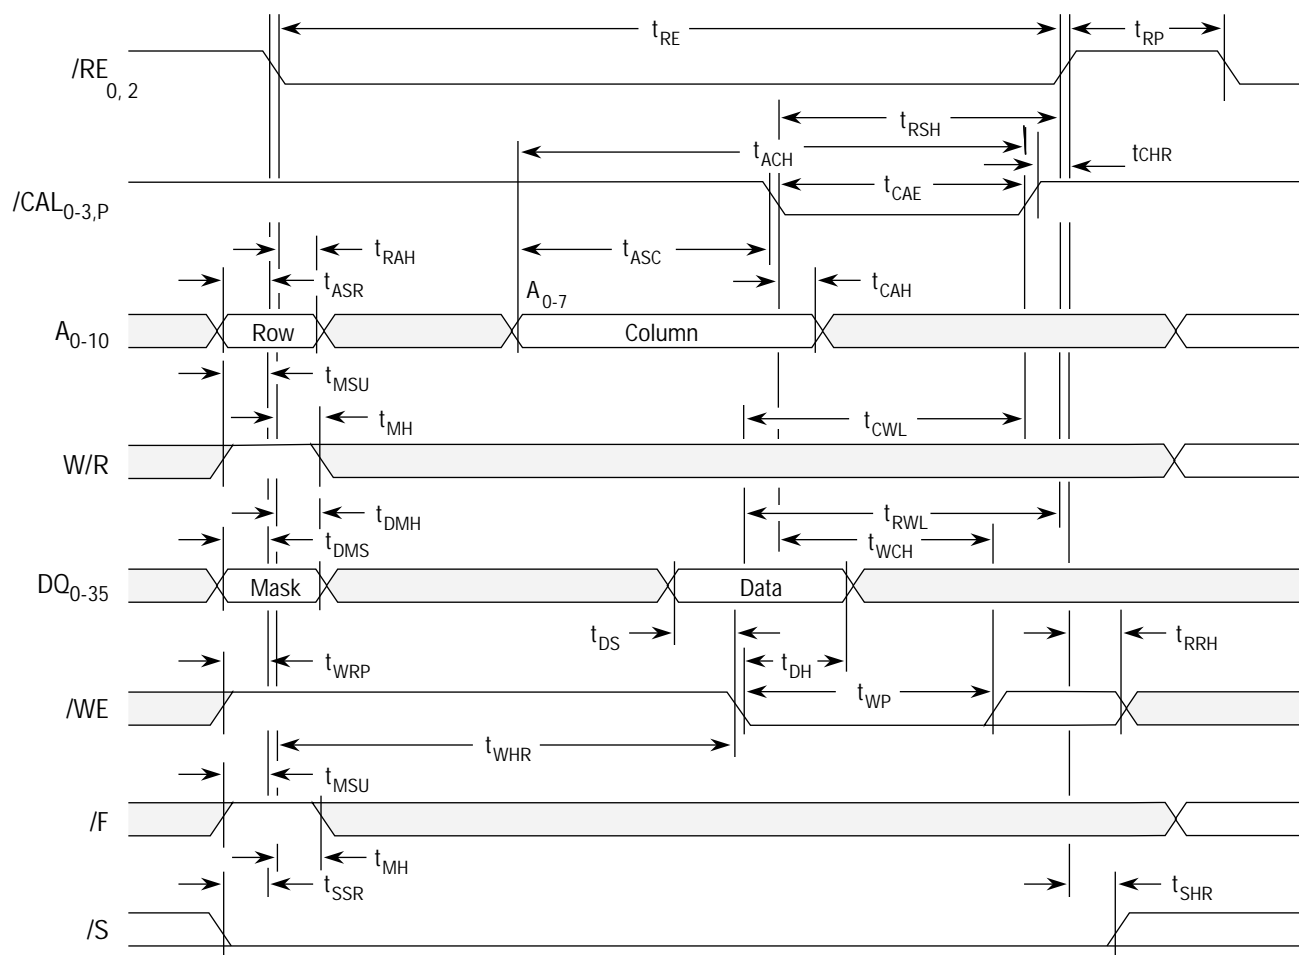 tRE
tRP
/RE0, 2
tRSH
tACH
tCHR
tCAE
/CAL0-3,P
tRAH
tASC
tASR
A0-7
tCAH
A0-10
Row
Column
tMSU
tMH
tCWL
W/R
tDMH
tRWL
tDMS
tWCH
DQ0-35
Mask
Data
tDS
tRRH
tWRP
tDH
tWP
/WE
tWHR
tMSU
/F
tMH
tSSR
tSHR
/S